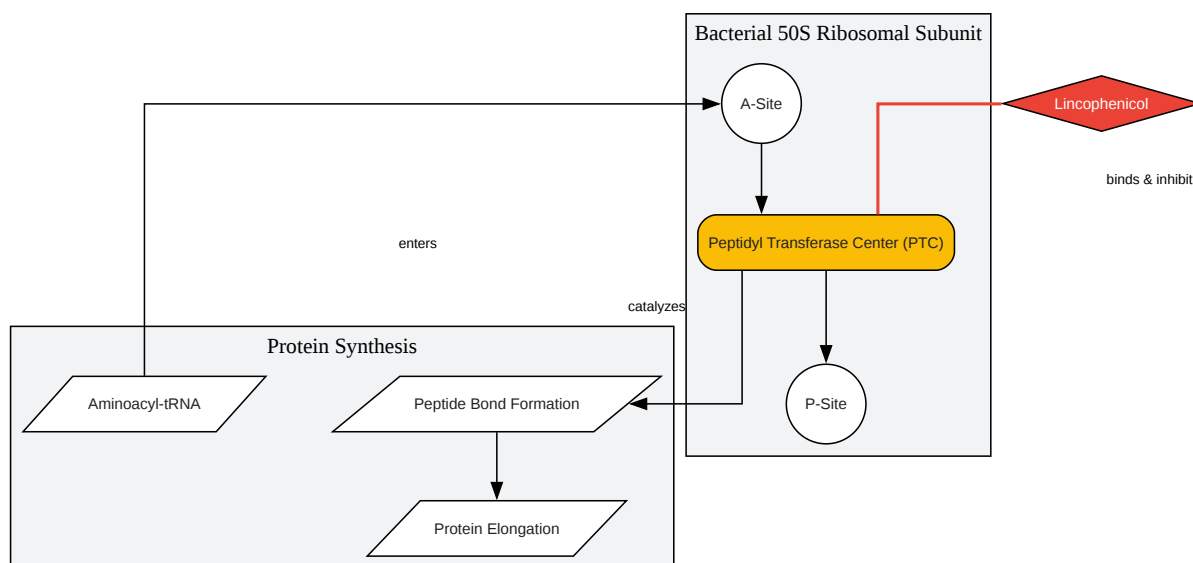 Bacterial 50S Ribosomal Subunit
A-Site
Lincophenicol
binds & inhibit
Peptidyl Transferase Center (PTC)
enters
catalyzes
Protein Synthesis
Aminoacyl-tRNA
Peptide Bond Formation
P-Site
Protein Elongation